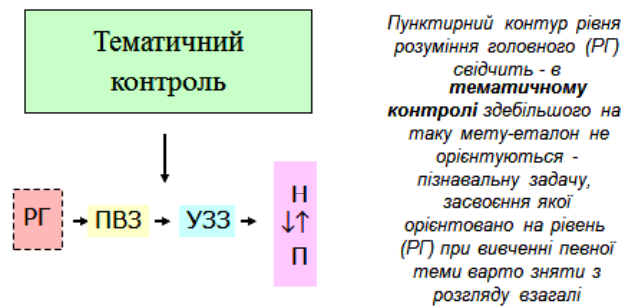 Тематичний
контроль
РГ
ПВЗ
УЗЗ
Н
↓↑
П
Пунктирний контур рівня
розуміння головного (РГ)
свідчить - в
тематичному
контролі здебільшого на
таку мету-еталон не
орієнтуються -
пізнавальну задачу,
засвоєння якої
орієнтовано на рівень
(РГ) при вивченні певної
теми варто зняти з
розгляду взагалі